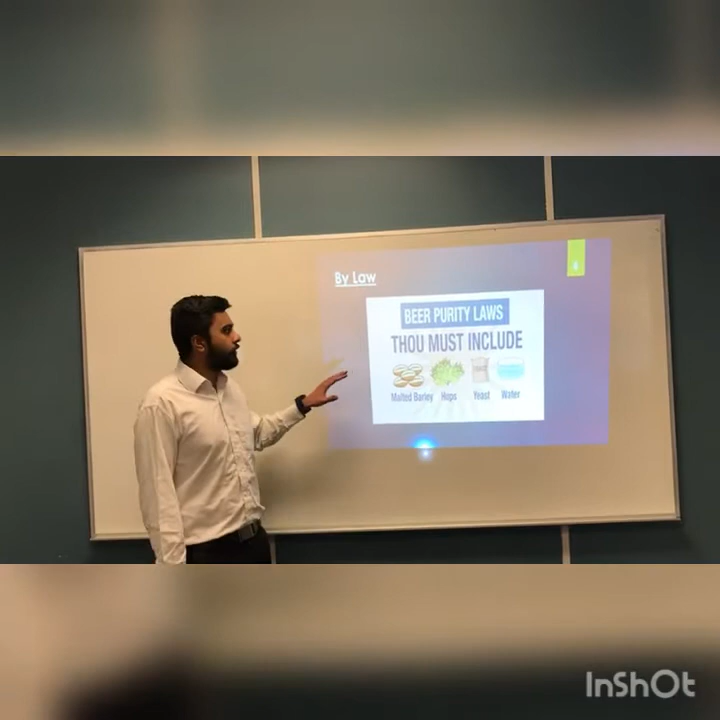 By Law
BEER PURITY LAWS
THOU MUST INCLUDE
Malted Barley Hops Yeast Water
InShOt